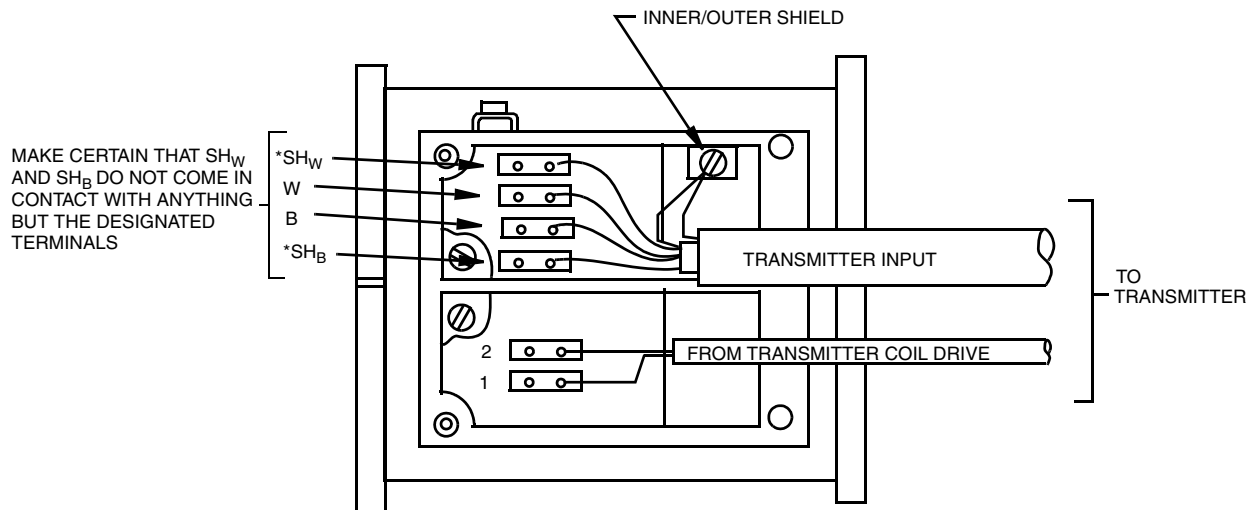 INNER/OUTER SHIELD
MAKE CERTAIN THAT SHW
AND SHB DO NOT COME IN
CONTACT WITH ANYTHING
BUT THE DESIGNATED
TERMINALS
*SHW
W
B
*SHB
TRANSMITTER INPUT
TO
TRANSMITTER
2
FROM TRANSMITTER COIL DRIVE
1